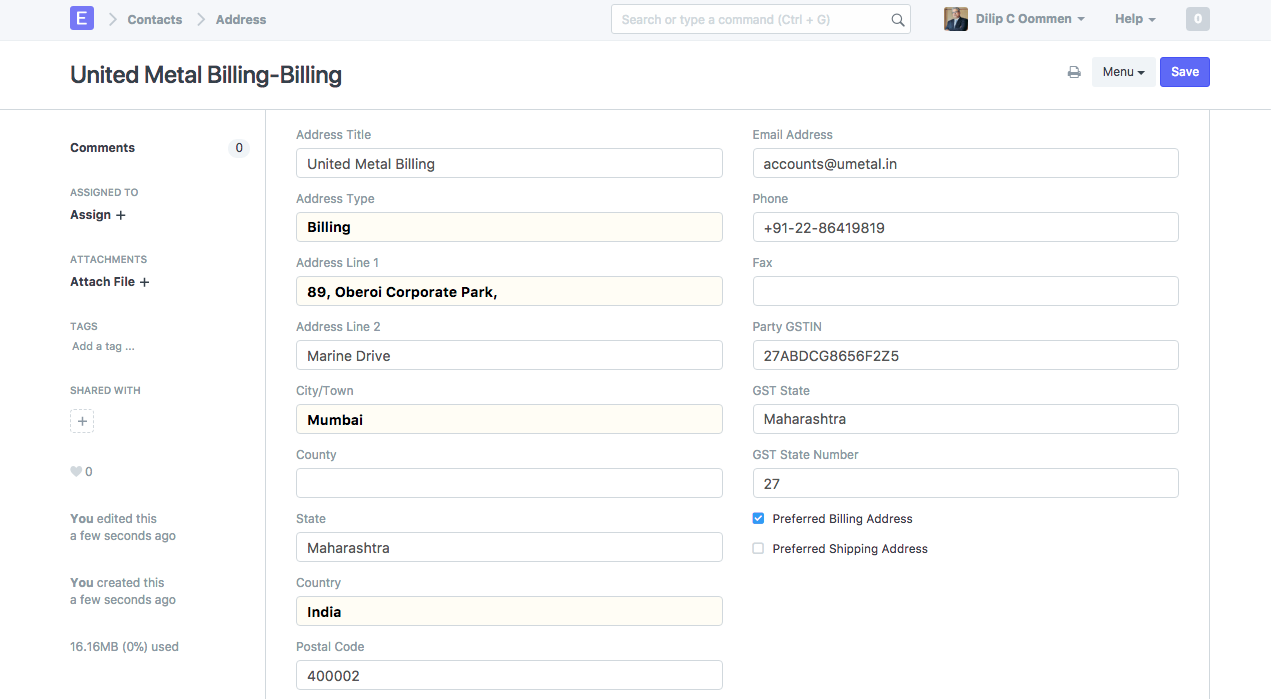 E
Contacts
Address
Search or type a command (Ctrl + G)
Dilip C Oommen
Help
0
United Metal Billing-Billing
Menu
Save
Comments
0
ASSIGNED TO
Assign +
ATTACHMENTS
Attach File +
TAGS
Add a tag ...
SHARED WITH
+
0
You edited this
a few seconds ago
You created this
a few seconds ago
16.16MB (0%) used
Address Title
United Metal Billing
Address Type
Billing
Address Line 1
89, Oberoi Corporate Park,
Address Line 2
Marine Drive
City/Town
Mumbai
County
State
Maharashtra
Country
India
Postal Code
400002
Email Address
accounts@umetal.in
Phone
+91-22-86419819
Fax
Party GSTIN
27ABDCG8656F2Z5
GST State
Maharashtra
GST State Number
27
Preferred Billing Address
Preferred Shipping Address